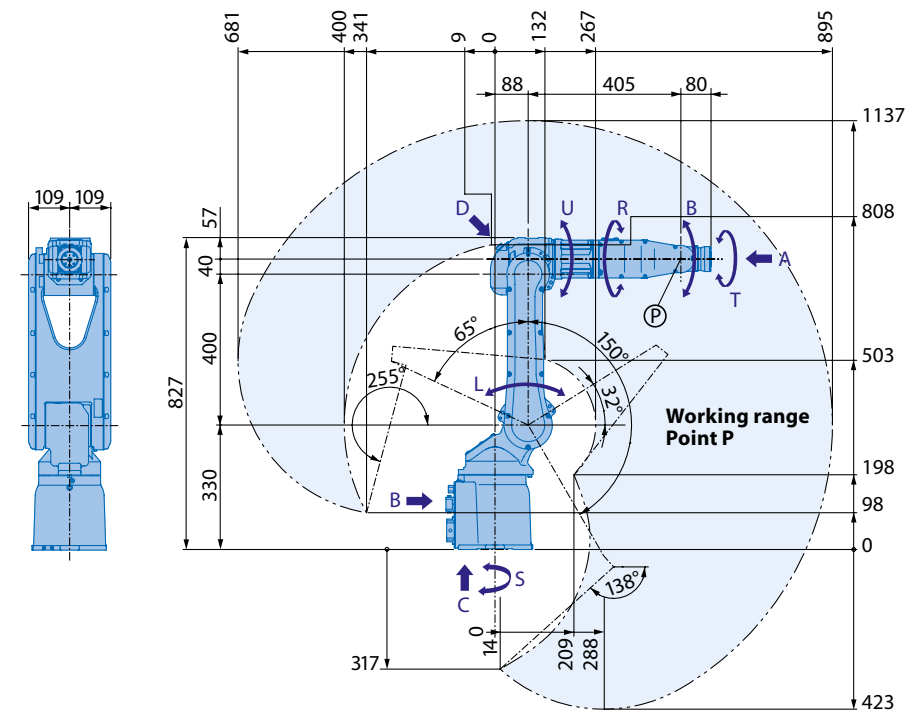 681
400
341
9
0
132
267
895
88
405
80
1137
109
109
57
D
U
R
B
808
40
A
T
P
65°
150°
400
503
827
255°
L
32°
Working range
Point P
330
198
B
98
0
S
C
138°
0
14
209
288
317
423